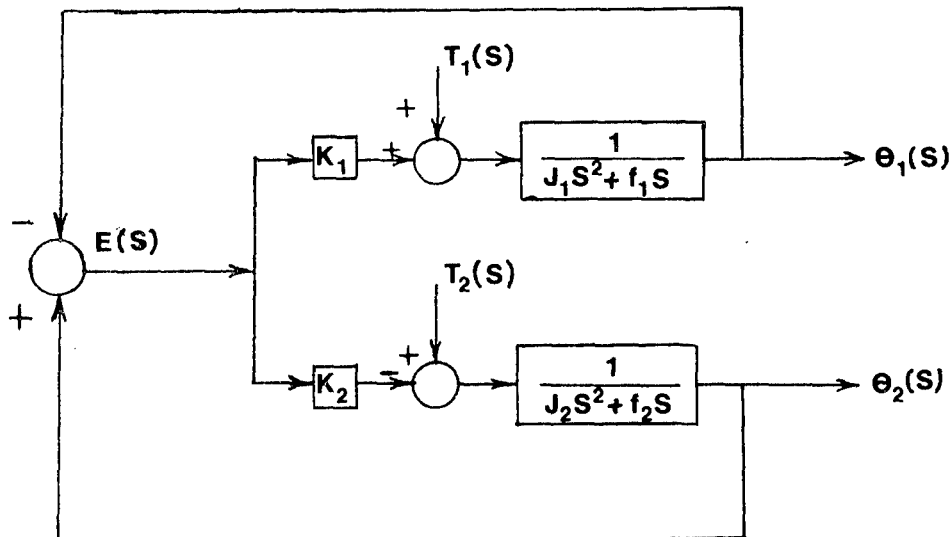 T₁(S)
+
+
K₁
1
J₁S² + f₁S
θ₁(S)
−
E(S)
+
T₂(S)
+
−
K₂
1
J₂S² + f₂S
θ₂(S)